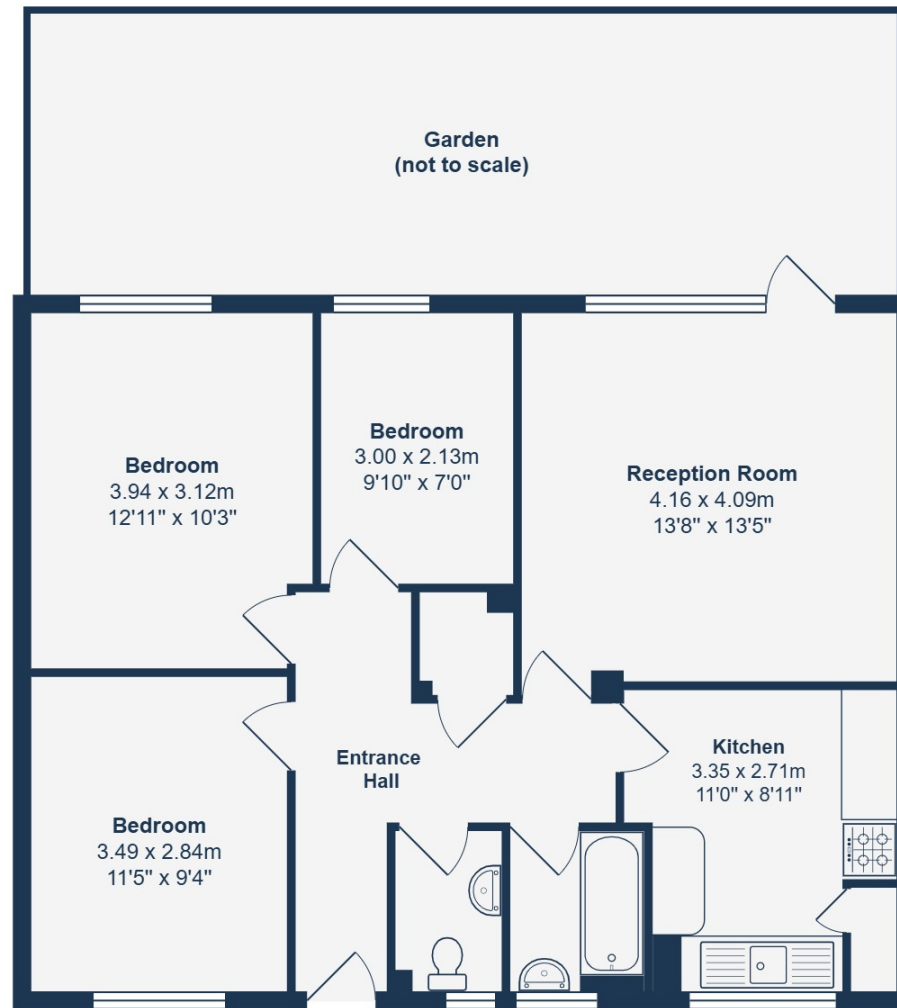 Garden
(not to scale)
Bedroom
3.94 x 3.12m
12'11" x 10'3"
Bedroom
3.00 x 2.13m
9'10" x 7'0"
Reception Room
4.16 x 4.09m
13'8" x 13'5"
Entrance
Hall
Kitchen
3.35 x 2.71m
11'0" x 8'11"
Bedroom
3.49 x 2.84m
11'5" x 9'4"